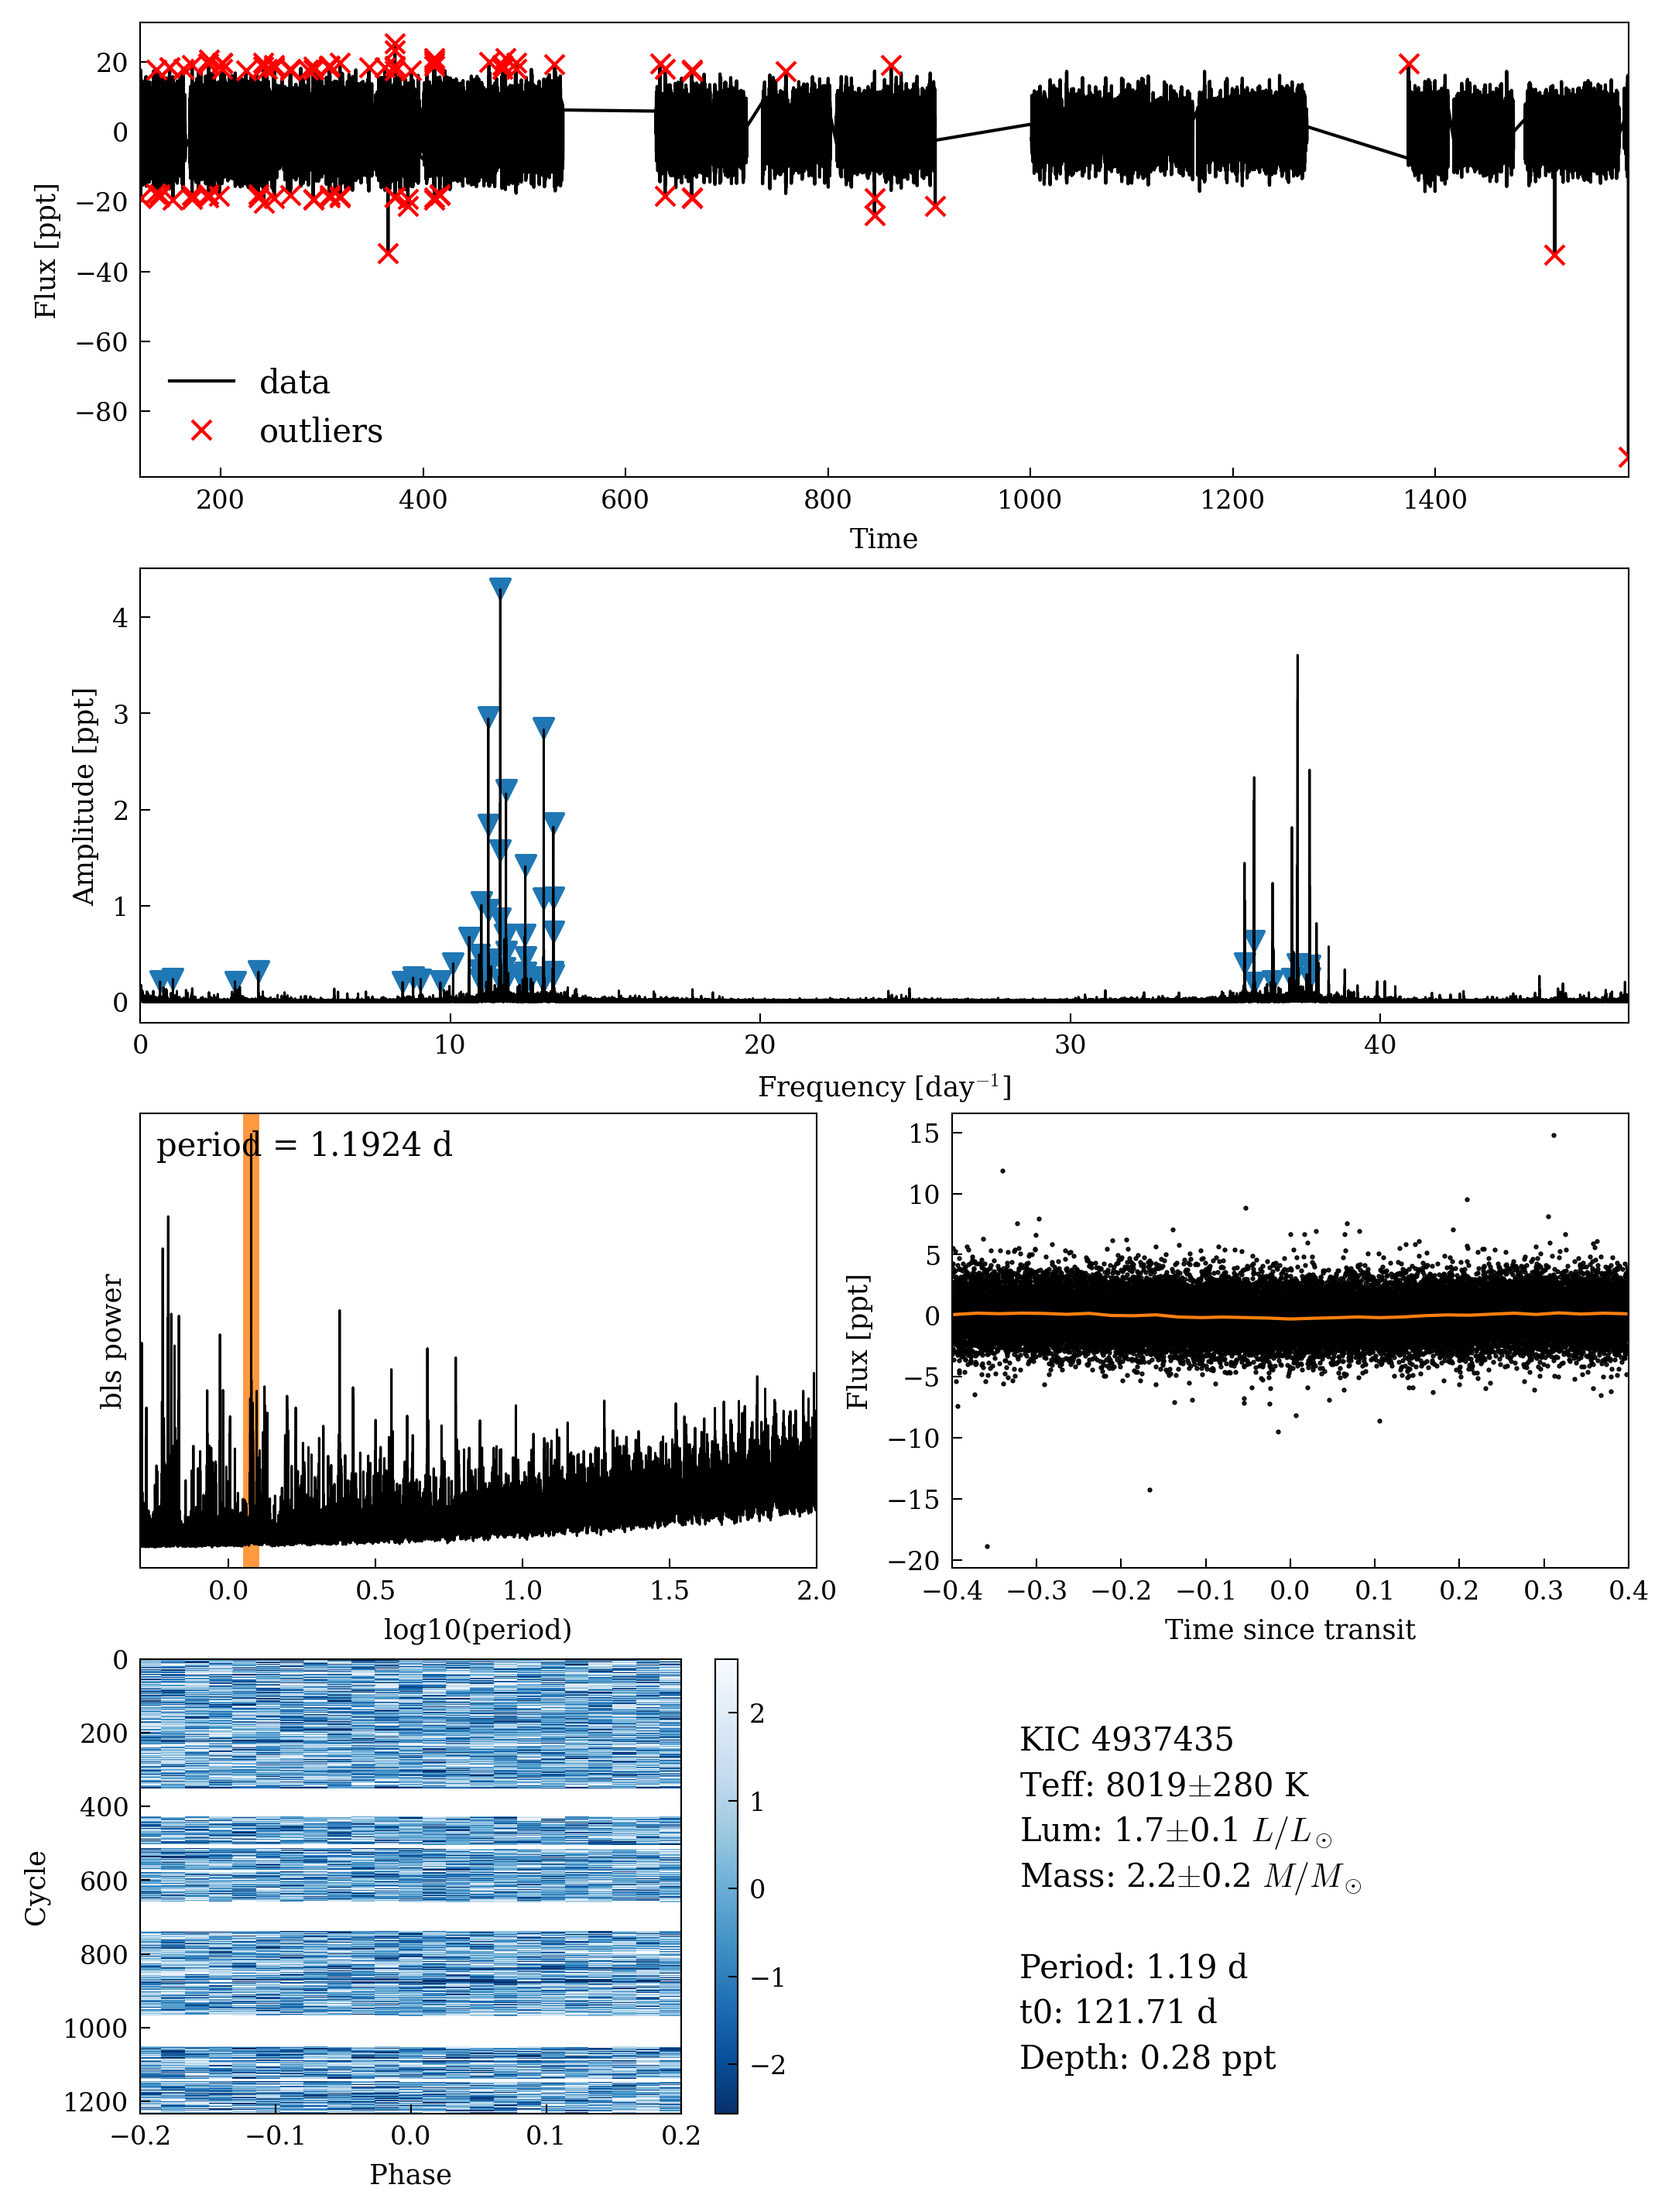 20
0
−20
−40
−60
−80
Flux [ppt]
data
outliers
200 400 600 800 1000 1200 1400
Time
4
3
2
1
0
Amplitude [ppt]
0 10 20 30 40
Frequency [day⁻¹]
period = 1.1924 d
bls power
0.0 0.5 1.0 1.5 2.0
log10(period)
15
10
5
0
−5
−10
−15
−20
Flux [ppt]
−0.4 −0.3 −0.2 −0.1 0.0 0.1 0.2 0.3 0.4
Time since transit
0
200
400
600
800
1000
1200
Cycle
−0.2 −0.1 0.0 0.1 0.2
Phase
2
1
0
−1
−2
KIC 4937435
Teff: 8019±280 K
Lum: 1.7±0.1 L/L⊙
Mass: 2.2±0.2 M/M⊙
Period: 1.19 d
t0: 121.71 d
Depth: 0.28 ppt